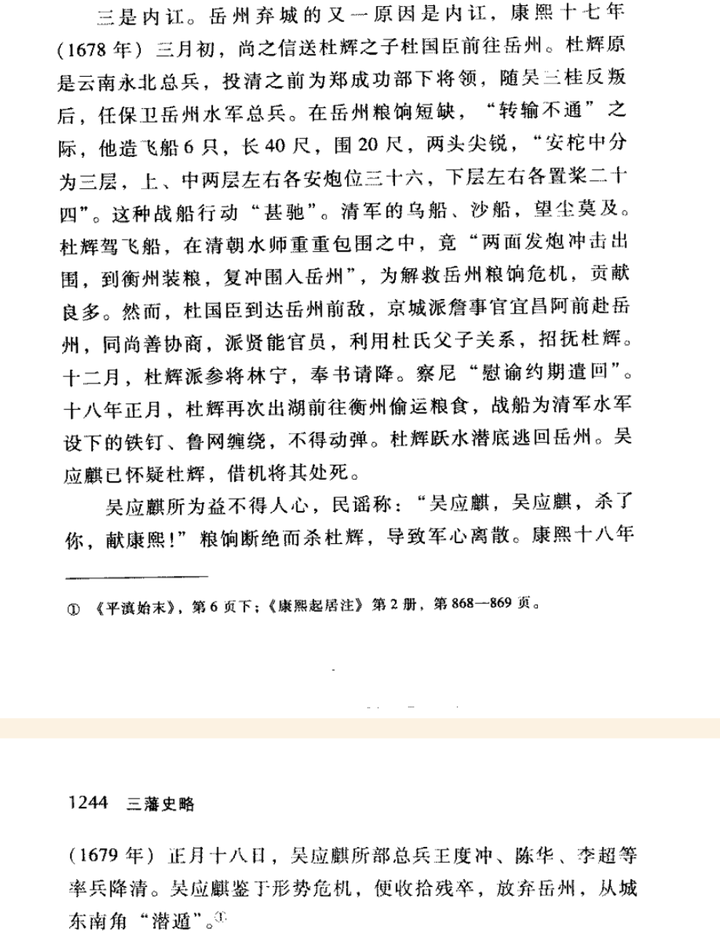 三是内讧。岳州弃城的又一原因是内讧，康熙十七年
（1678 年）三月初，尚之信送杜辉之子杜国臣前往岳州。杜辉原
是云南永北总兵，投清之前为郑成功部下将领，随吴三桂反叛
后，任保卫岳州水军总兵。在岳州粮饷短缺，“转输不通”之
际，他造飞船 6 只，长 40 尺，围 20 尺，两头尖锐，“安柁中分
为三层，上、中两层左右各安炮位三十六，下层左右各置桨二十
四”。这种战船行动“甚驰”。清军的乌船、沙船，望尘莫及。
杜辉驾飞船，在清朝水师重重包围之中，竟“两面发炮冲击出
围，到衡州装粮，复冲围入岳州”，为解救岳州粮饷危机，贡献
良多。然而，杜国臣到达岳州前敌，京城派詹事官宜昌阿前赴岳
州，同尚善协商，派贤能官员，利用杜氏父子关系，招抚杜辉。
十二月，杜辉派参将林宁，奉书请降。察尼“慰谕约期遣回”。
十八年正月，杜辉再次出湖前往衡州偷运粮食，战船为清军水军
设下的铁钉、鲁网缠绕，不得动弹。杜辉跃水潜底逃回岳州。吴
应麒已怀疑杜辉，借机将其处死。
吴应麒所为益不得人心，民谣称：“吴应麒，吴应麒，杀了
你，献康熙！”粮饷断绝而杀杜辉，导致军心离散。康熙十八年
① 《平滇始末》，第 6 页下；《康熙起居注》第 2 册，第 868—869 页。
1244 三藩史略
（1679 年）正月十八日，吴应麒所部总兵王度冲、陈华、李超等
率兵降清。吴应麒鉴于形势危机，便收拾残卒，放弃岳州，从城
东南角“潜遁”。①